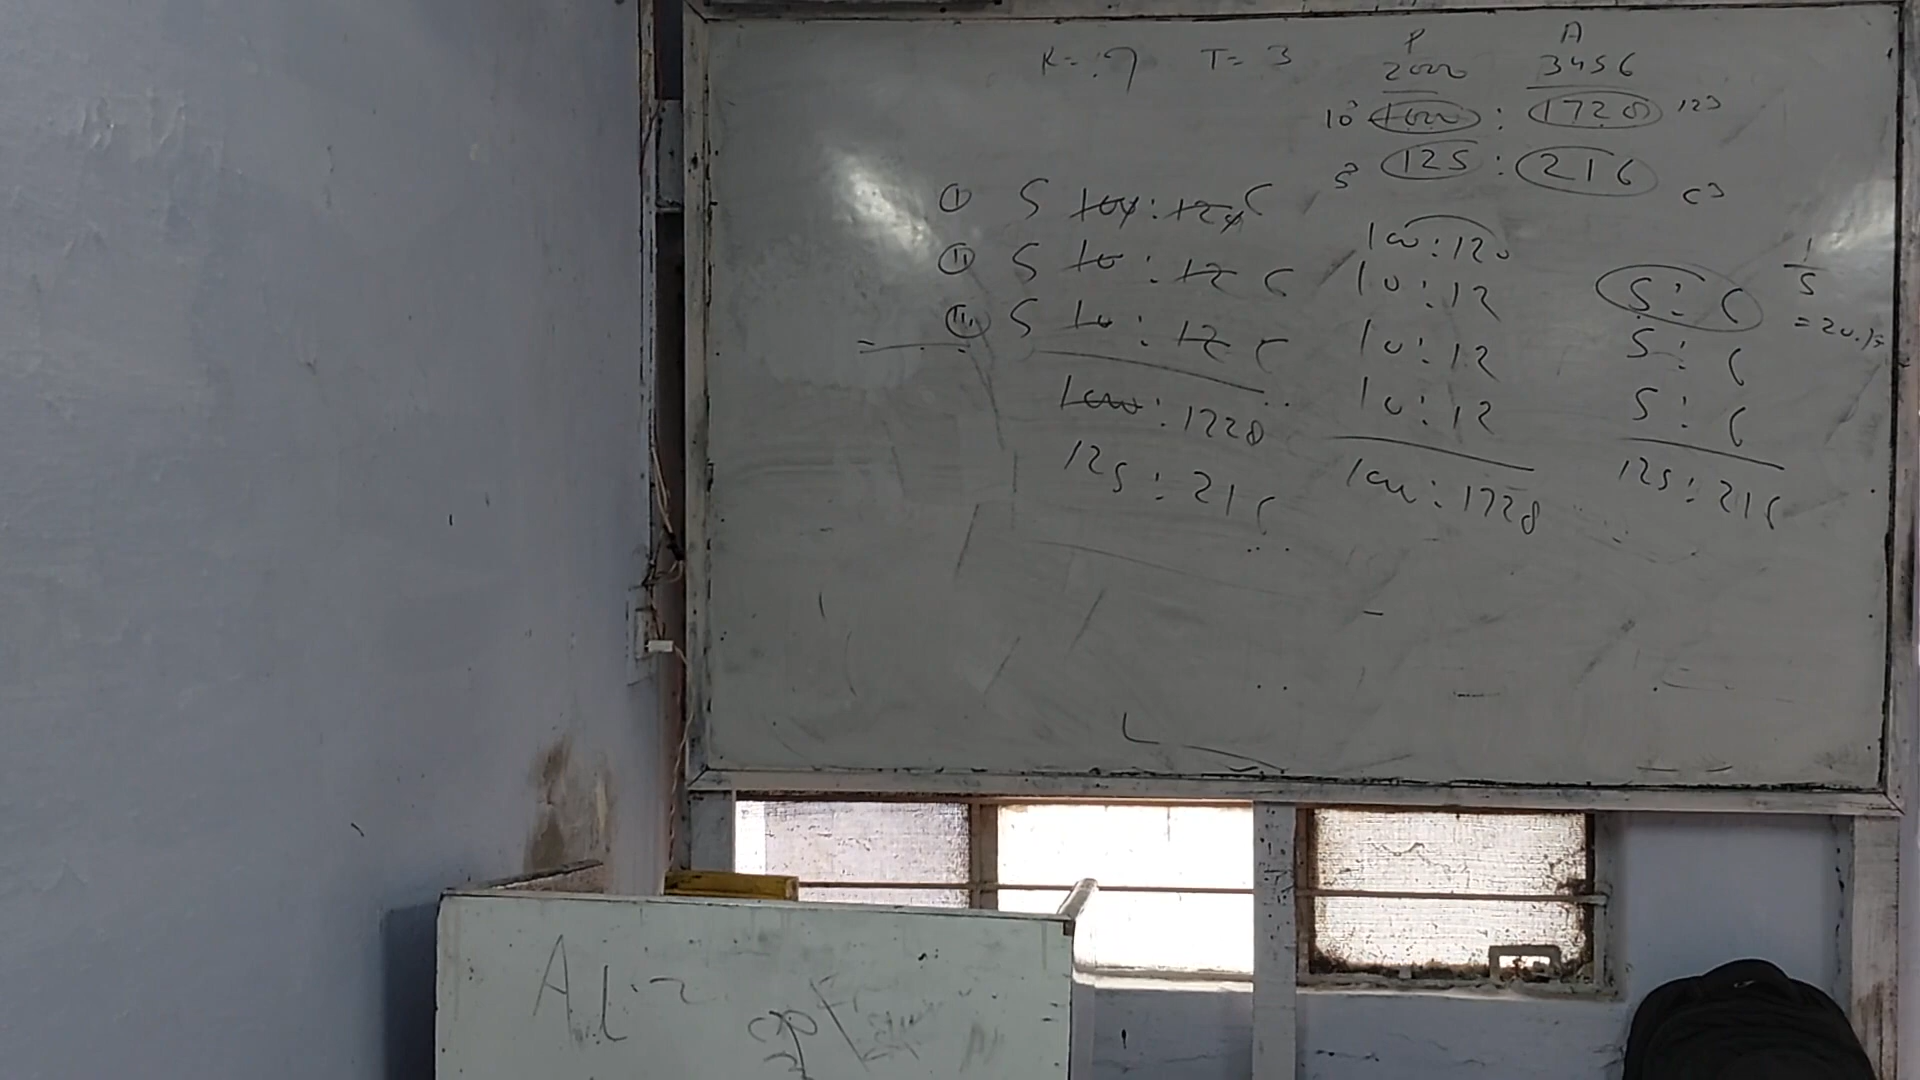 R = ? T = 3 P A
2000 3456
10³ 1000 : 1728 12³
5³ 125 : 216 6³
① 5 100 : 120 6
② 5 10 : 12 6
③ 5 10 : 12 6
1000 : 1728
125 : 216
100 : 120
10 : 12
10 : 12
10 : 12
1000 : 1728
5 : 6
5 : 6
5 : 6
125 : 216
1
5
= 20%